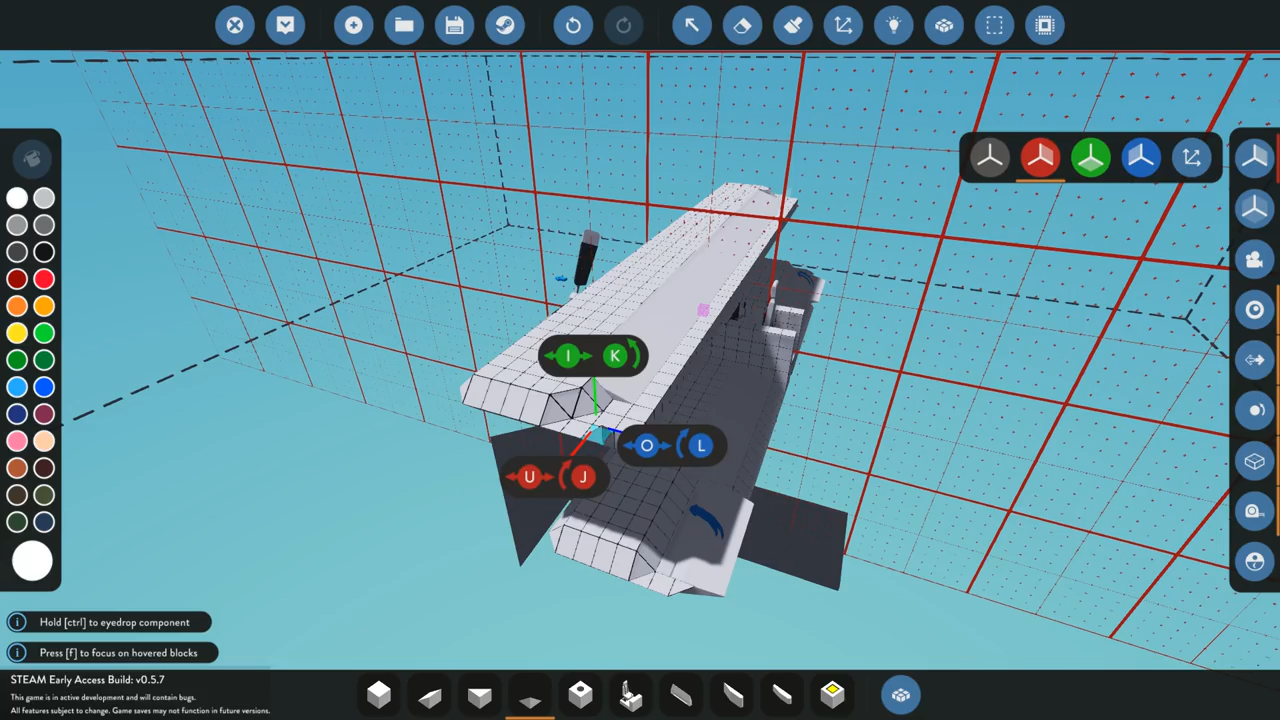 I K
O L
U J
Hold [ctrl] to eyedrop component
Press [f] to focus on hovered blocks
STEAM Early Access Build: v0.5.7
This game is in active development and will contain bugs.
All features subject to change. Game saves may not function in future versions.